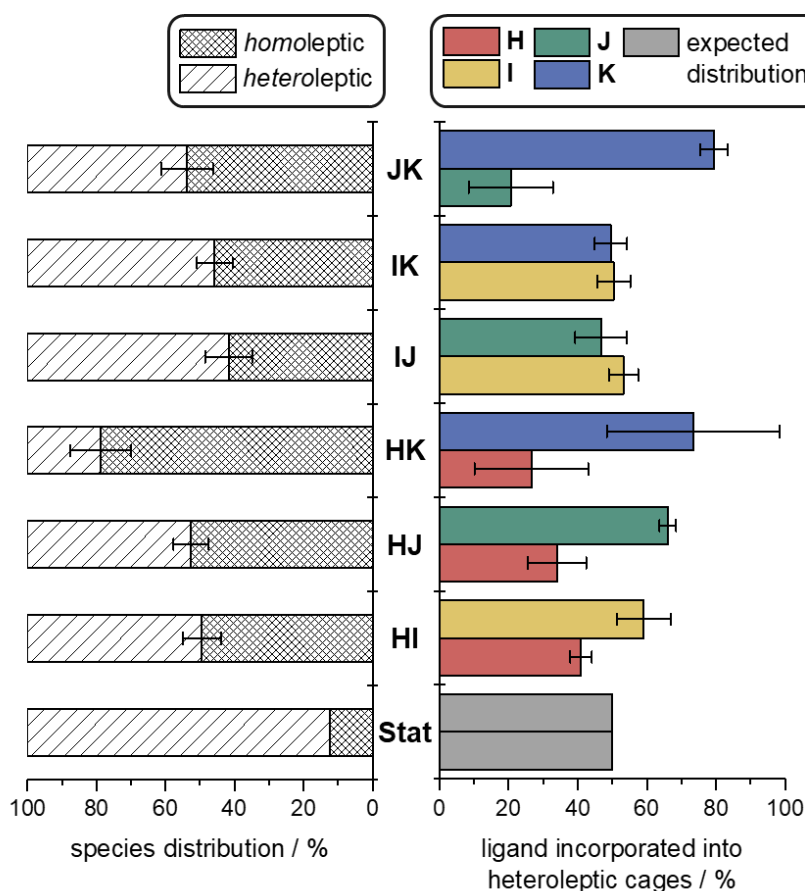 homoleptic
heteroleptic
H J expected
I K distribution
JK
IK
IJ
HK
HJ
HI
Stat
100 80 60 40 20 0
0 20 40 60 80 100
species distribution / %
ligand incorporated into
heteroleptic cages / %